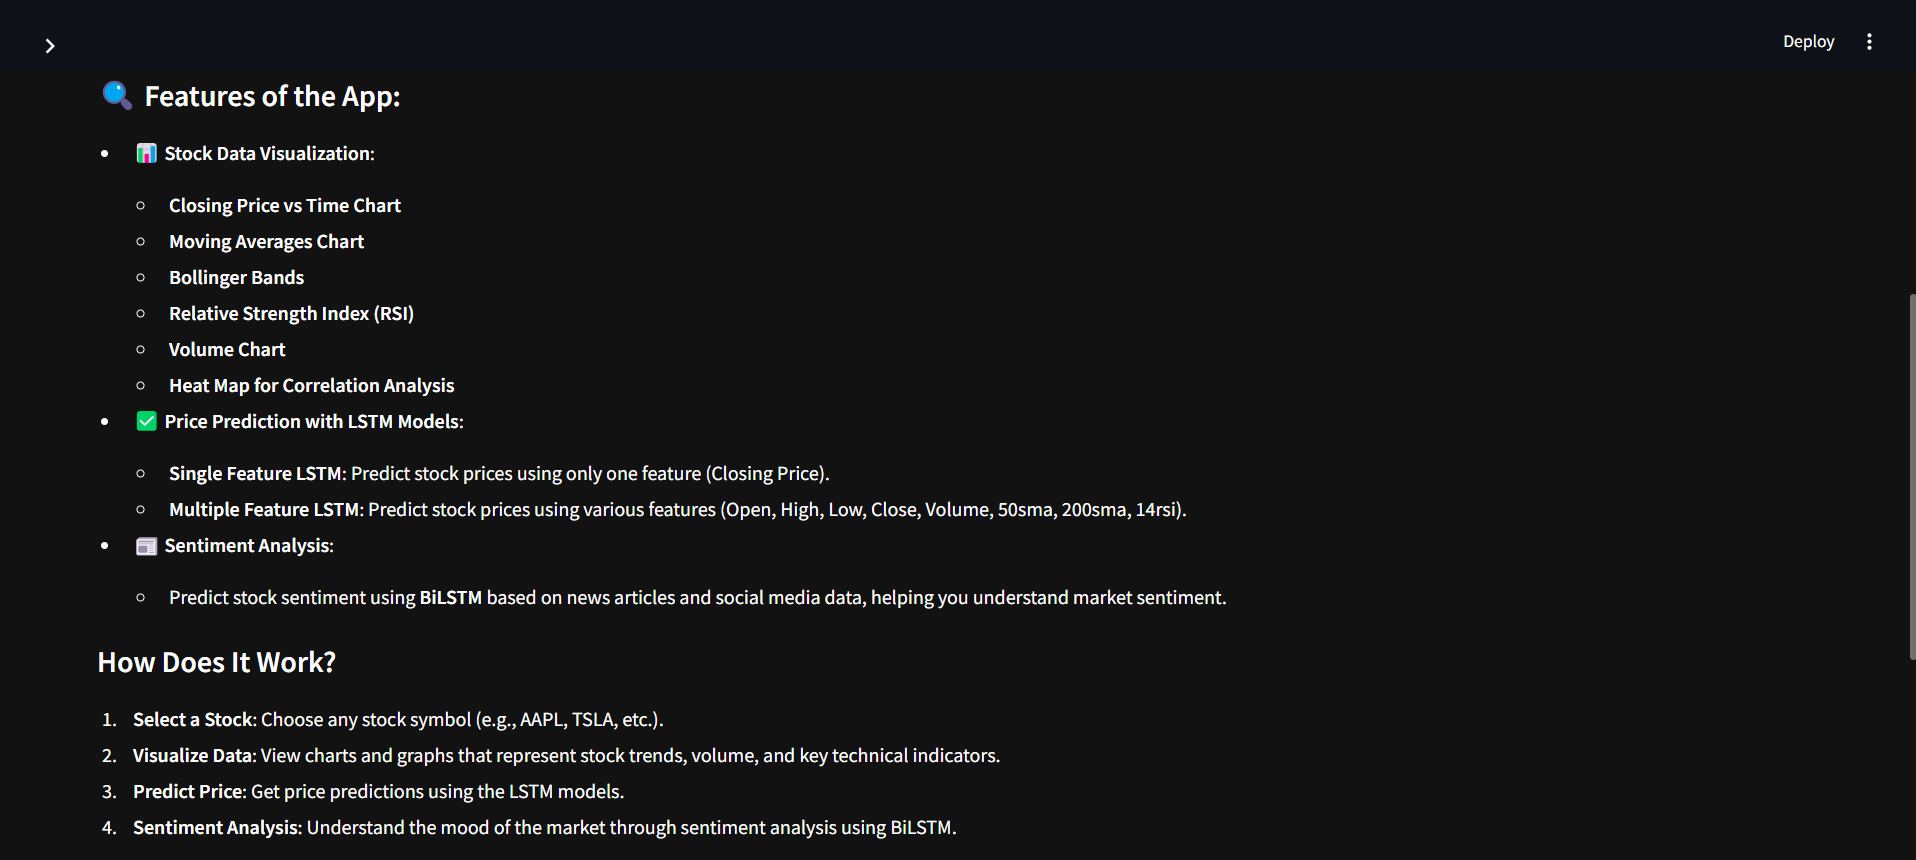 Deploy
Features of the App:
Stock Data Visualization:
Closing Price vs Time Chart
Moving Averages Chart
Bollinger Bands
Relative Strength Index (RSI)
Volume Chart
Heat Map for Correlation Analysis
Price Prediction with LSTM Models:
Single Feature LSTM: Predict stock prices using only one feature (Closing Price).
Multiple Feature LSTM: Predict stock prices using various features (Open, High, Low, Close, Volume, 50sma, 200sma, 14rsi).
Sentiment Analysis:
Predict stock sentiment using BiLSTM based on news articles and social media data, helping you understand market sentiment.
How Does It Work?
1. Select a Stock: Choose any stock symbol (e.g., AAPL, TSLA, etc.).
2. Visualize Data: View charts and graphs that represent stock trends, volume, and key technical indicators.
3. Predict Price: Get price predictions using the LSTM models.
4. Sentiment Analysis: Understand the mood of the market through sentiment analysis using BiLSTM.